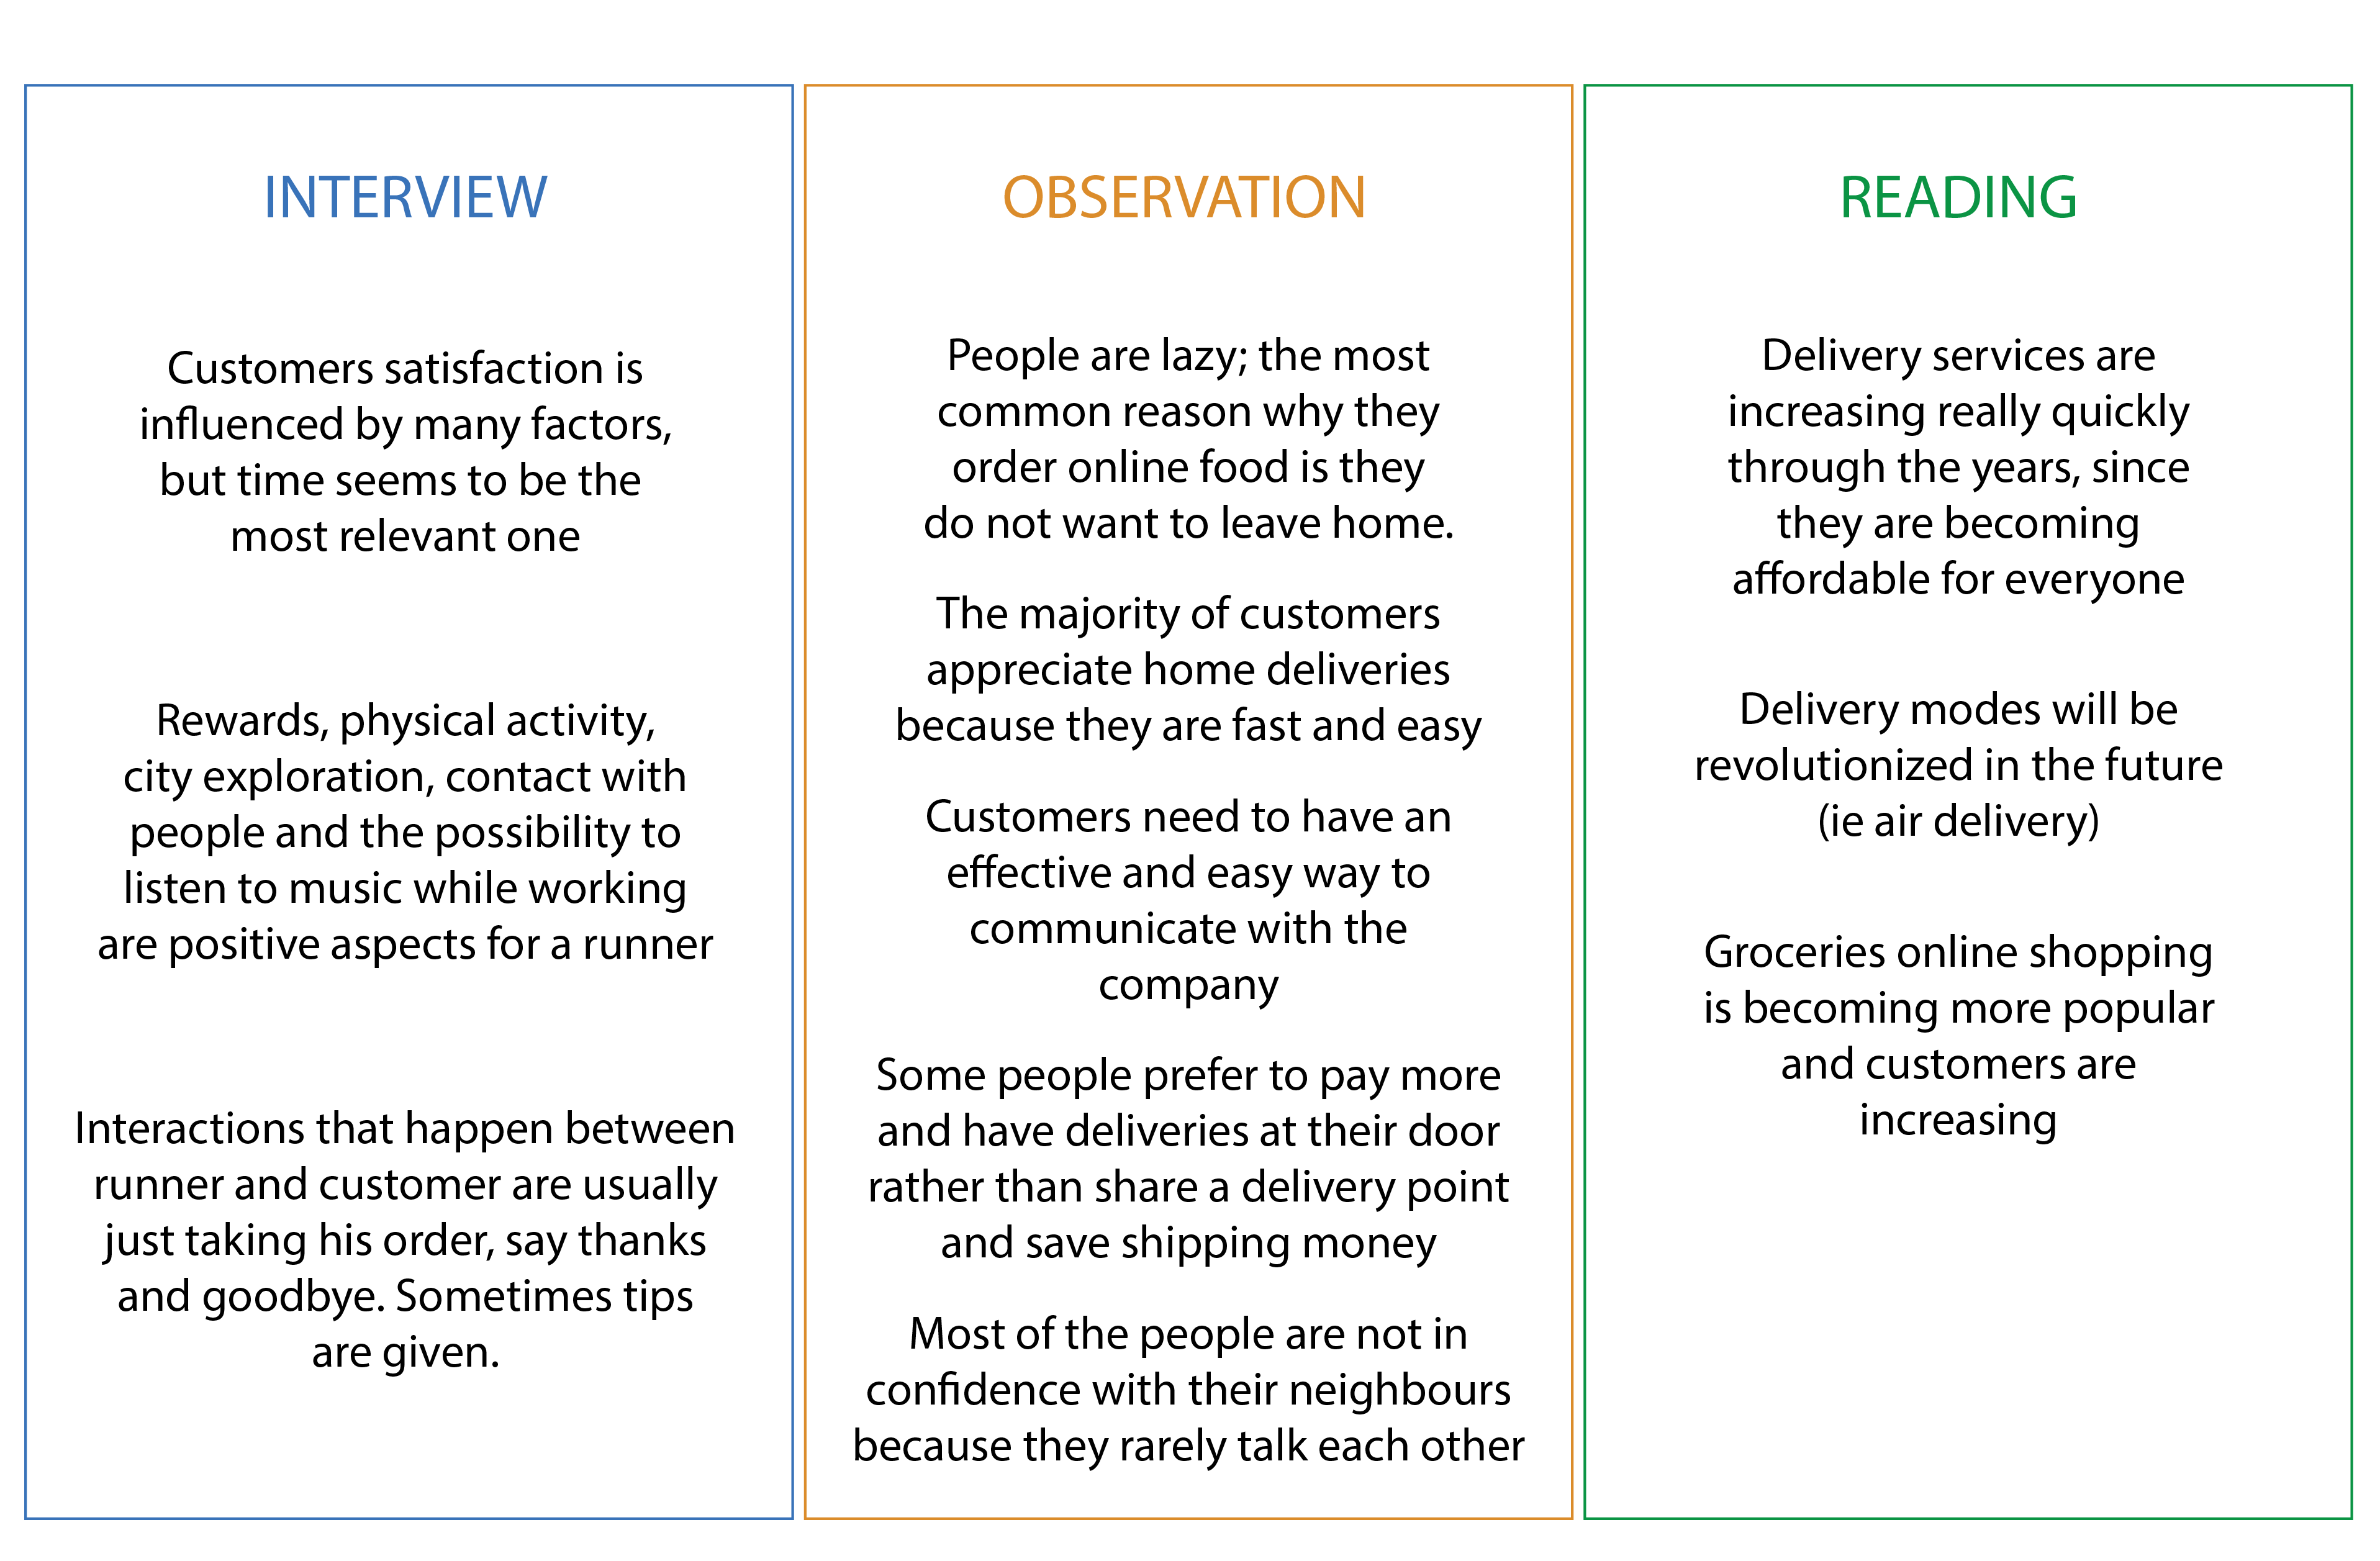 INTERVIEW
Customers satisfaction is
influenced by many factors,
but time seems to be the
most relevant one
Rewards, physical activity,
city exploration, contact with
people and the possibility to
listen to music while working
are positive aspects for a runner
Interactions that happen between
runner and customer are usually
just taking his order, say thanks
and goodbye. Sometimes tips
are given.
OBSERVATION
People are lazy; the most
common reason why they
order online food is they
do not want to leave home.
The majority of customers
appreciate home deliveries
because they are fast and easy
Customers need to have an
effective and easy way to
communicate with the
company
Some people prefer to pay more
and have deliveries at their door
rather than share a delivery point
and save shipping money
Most of the people are not in
confidence with their neighbours
because they rarely talk each other
READING
Delivery services are
increasing really quickly
through the years, since
they are becoming
affordable for everyone
Delivery modes will be
revolutionized in the future
(ie air delivery)
Groceries online shopping
is becoming more popular
and customers are
increasing